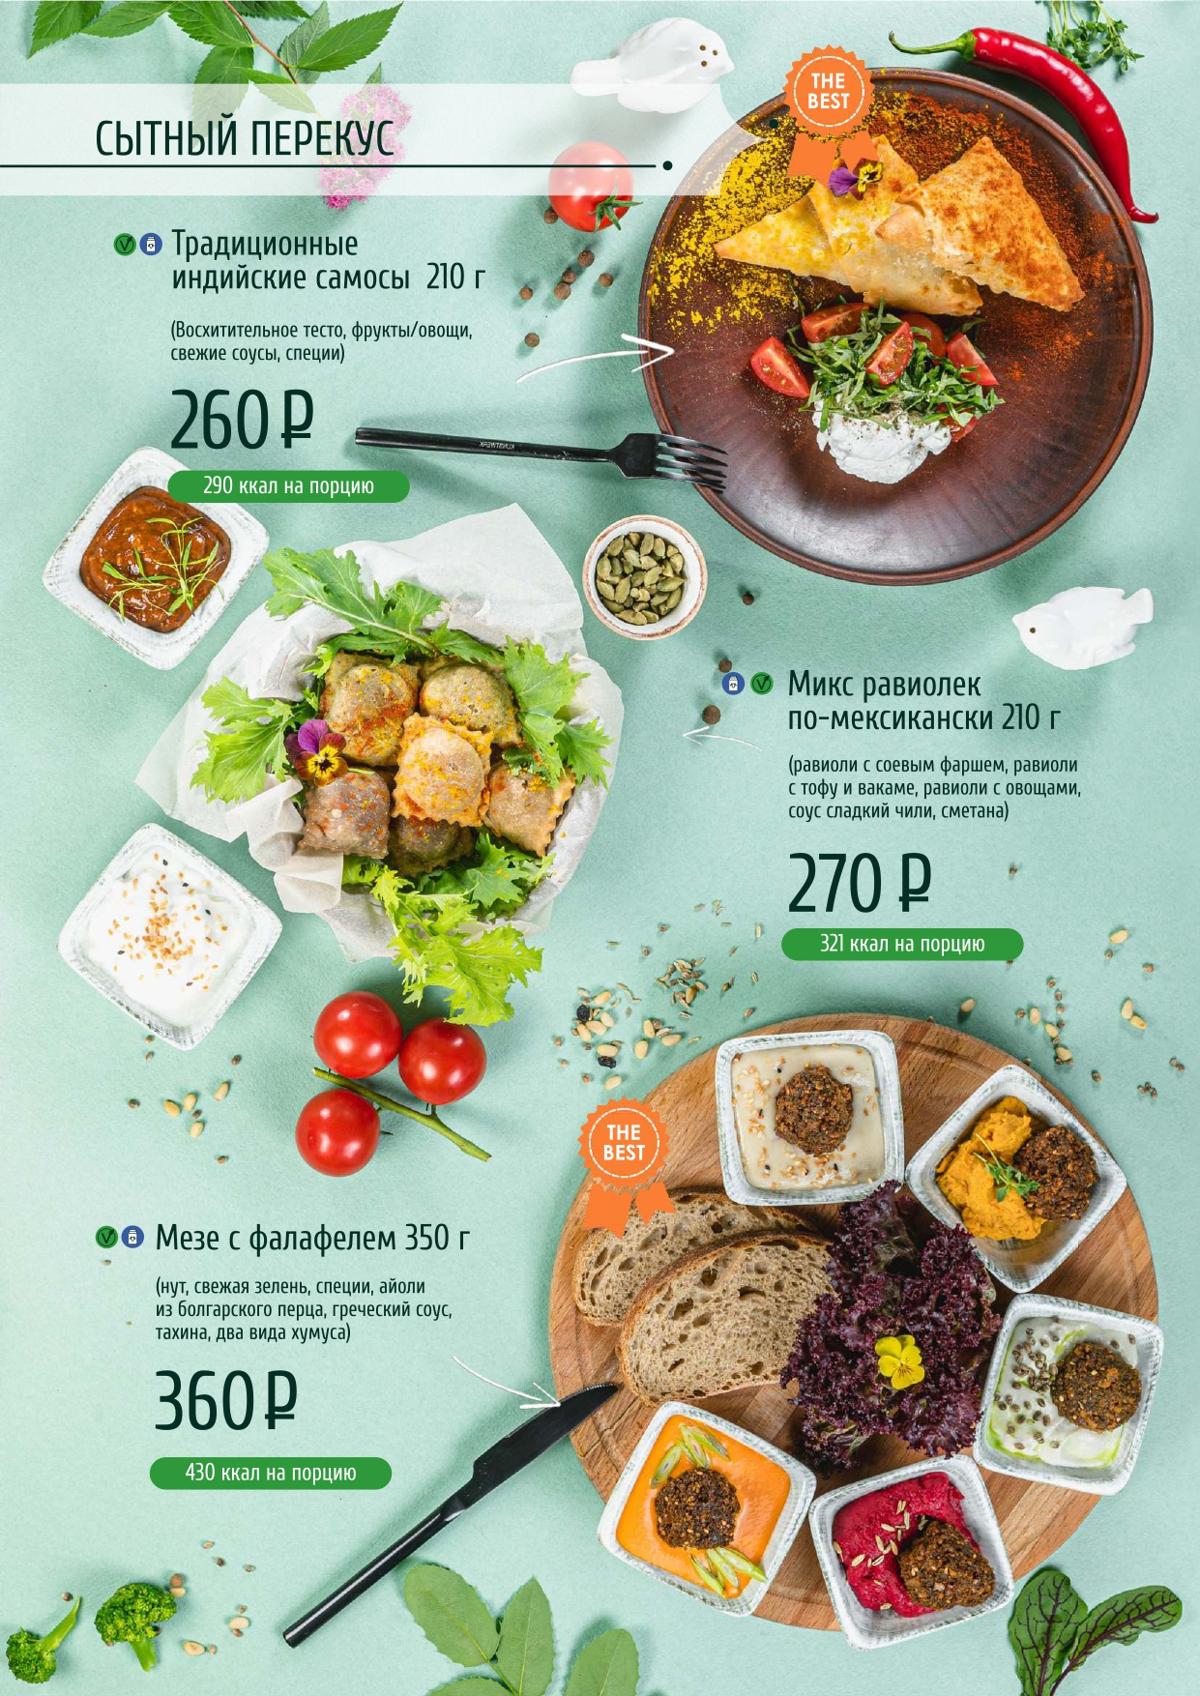 THE
BEST
СЫТНЫЙ ПЕРЕКУС
Традиционные
индийские самосы 210 г
(Восхитительное тесто, фрукты/овощи,
свежие соусы, специи)
260 ₽
290 ккал на порцию
Микс равиолек
по-мексикански 210 г
(равиоли с соевым фаршем, равиоли
с тофу и вакаме, равиоли с овощами,
соус сладкий чили, сметана)
270 ₽
321 ккал на порцию
THE
BEST
Мезе с фалафелем 350 г
(нут, свежая зелень, специи, айоли
из болгарского перца, греческий соус,
тахина, два вида хумуса)
360 ₽
430 ккал на порцию